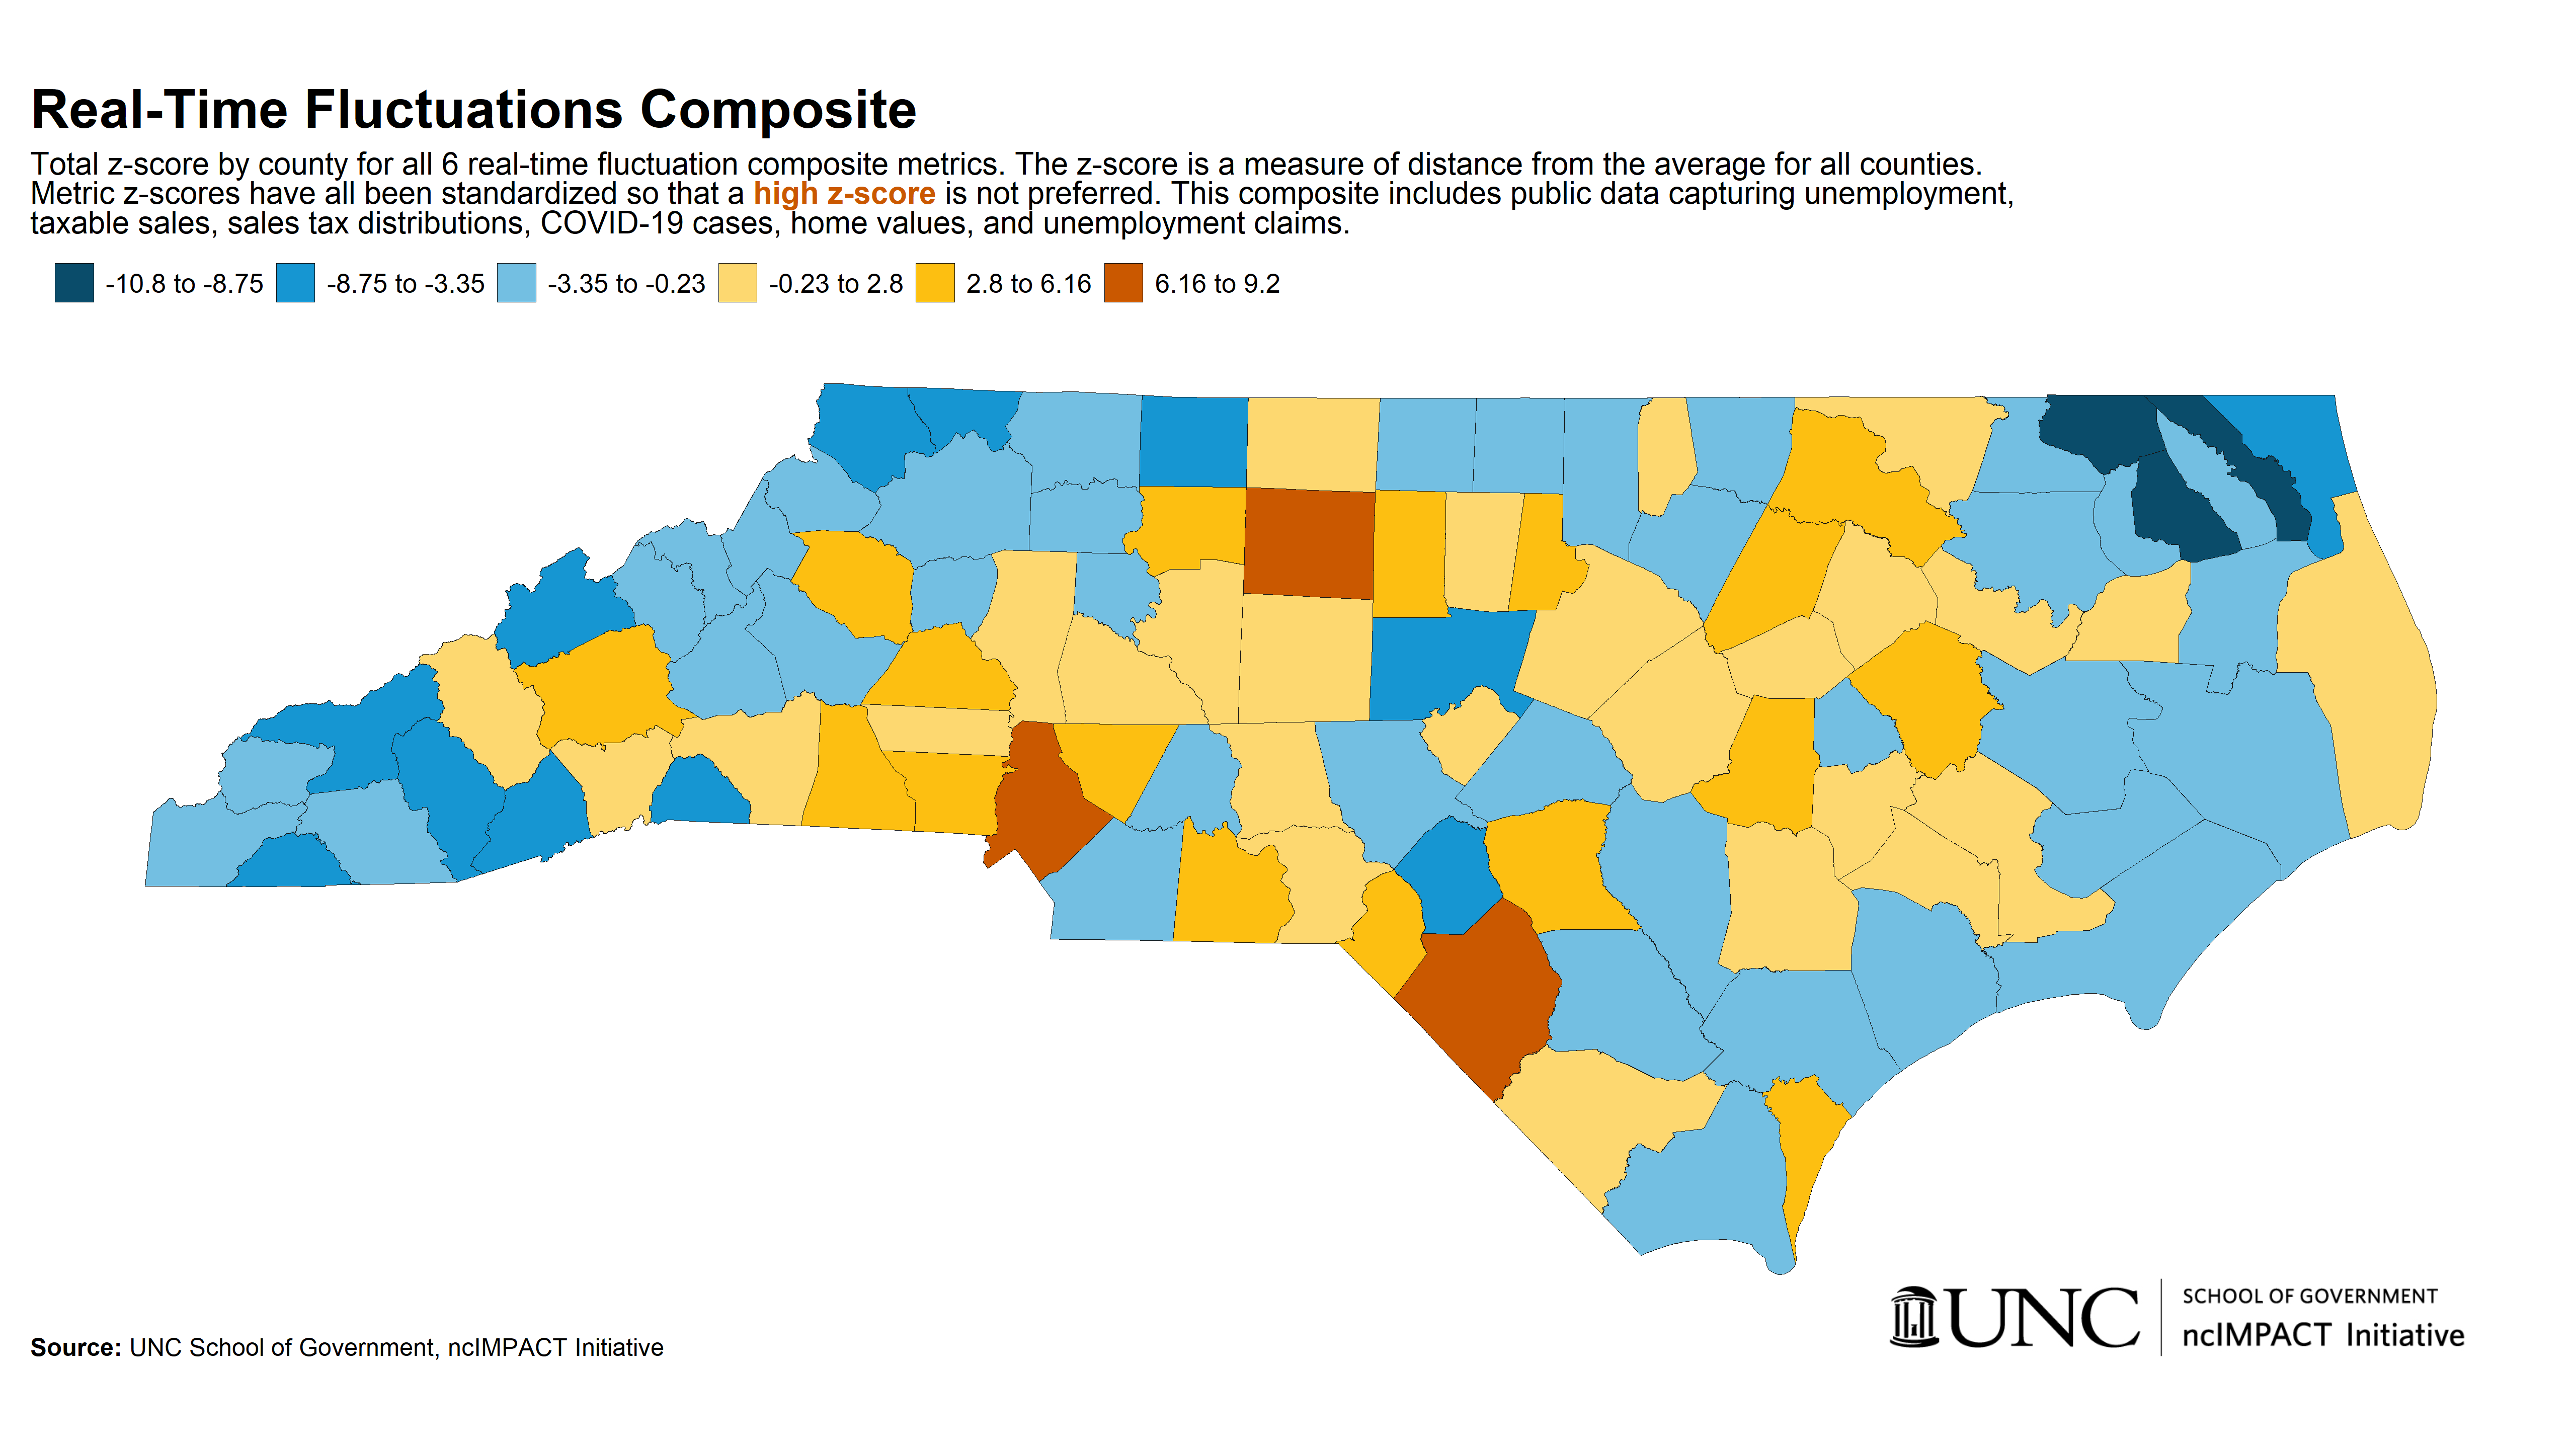 Real-Time Fluctuations Composite
Total z-score by county for all 6 real-time fluctuation composite metrics. The z-score is a measure of distance from the average for all counties.
Metric z-scores have all been standardized so that a high z-score is not preferred. This composite includes public data capturing unemployment,
taxable sales, sales tax distributions, COVID-19 cases, home values, and unemployment claims.
-10.8 to -8.75 -8.75 to -3.35 -3.35 to -0.23 -0.23 to 2.8 2.8 to 6.16 6.16 to 9.2
UNC SCHOOL OF GOVERNMENT
ncIMPACT Initiative
Source: UNC School of Government, ncIMPACT Initiative